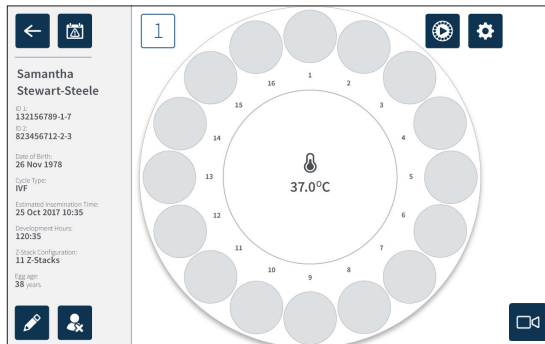 1
Samantha
Stewart-Steele
ID 1:
132156789-1-7
ID 2:
823456712-2-3
Date of Birth:
26 Nov 1978
Cycle Type:
IVF
Estimated Insemination Time:
25 Oct 2017 10:35
Development Hours:
120:35
Z-Stack Configuration:
11 Z-Stacks
Egg age:
38 years
1
2
3
4
5
6
7
8
9
10
11
12
13
14
15
16
37.0°C